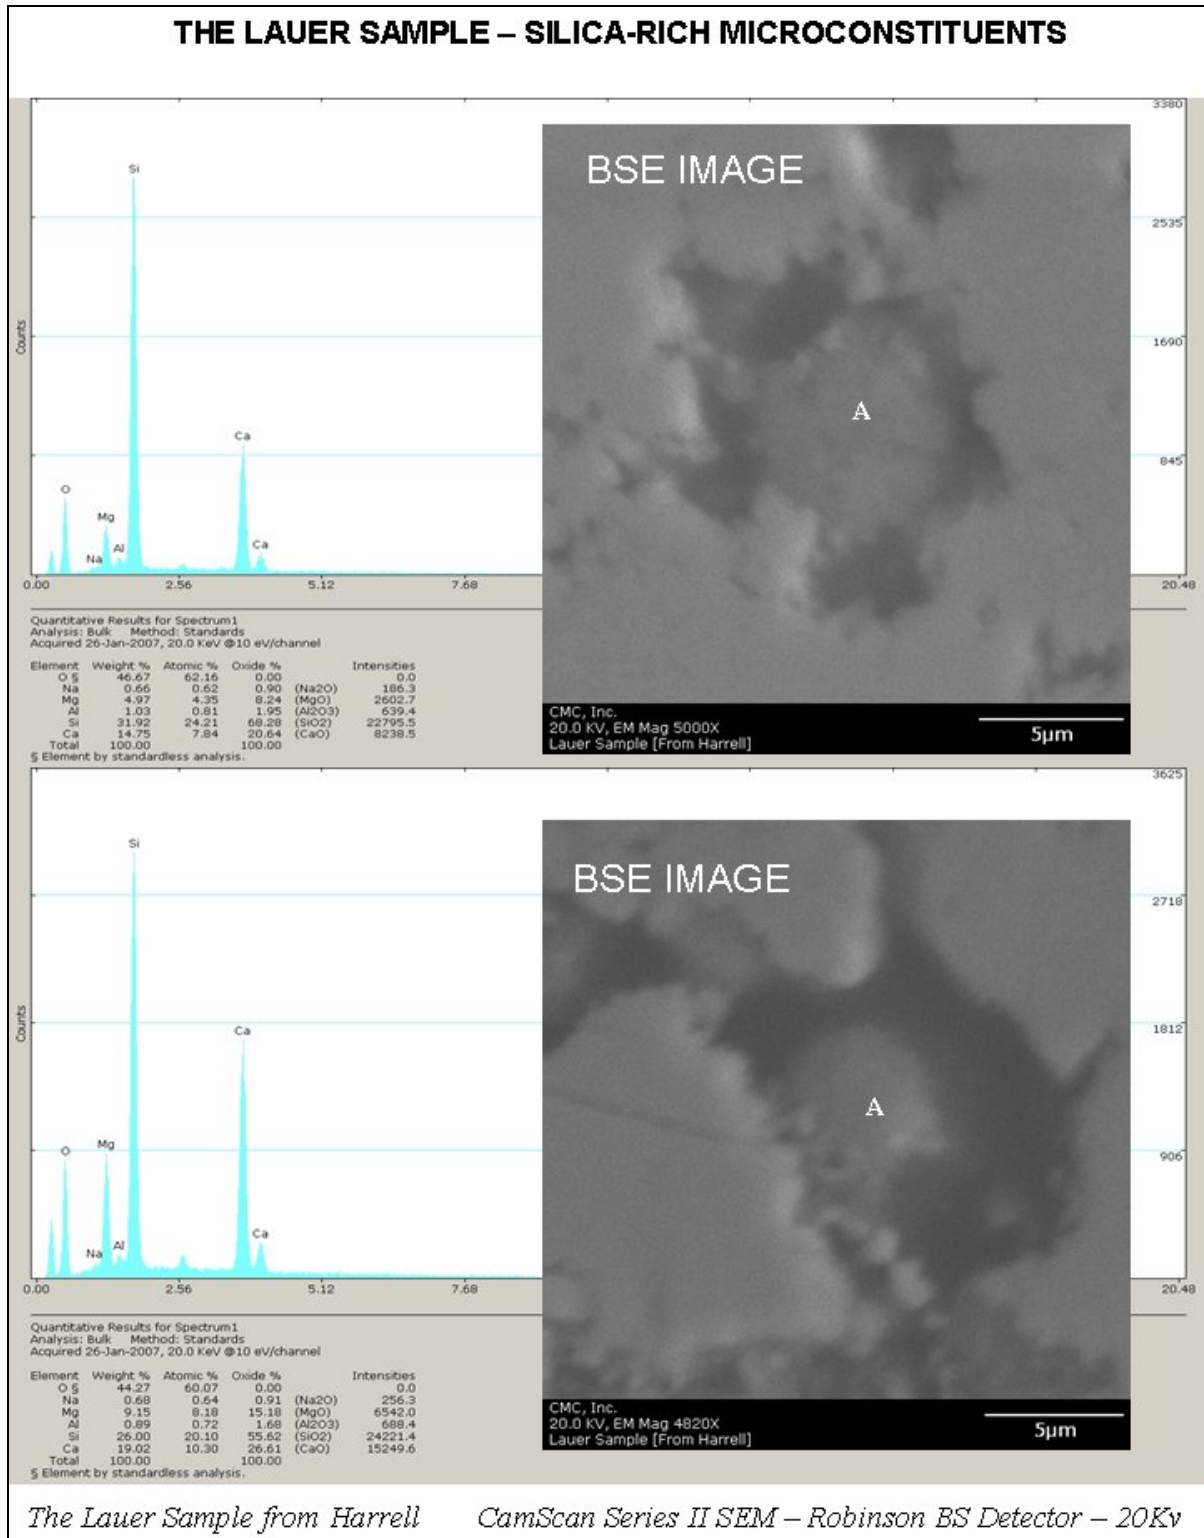 THE LAUER SAMPLE – SILICA-RICH MICROCONSTITUENTS
3380
2535
1690
845
Counts
Si
Ca
O
Mg
Al
Na
Ca
0.00 2.56 5.12 7.68 20.48
BSE IMAGE
A
CMC, Inc.
20.0 KV, EM Mag 5000X
Lauer Sample [From Harrell]
5µm
Quantitative Results for Spectrum1
Analysis: Bulk Method: Standards
Acquired 26-Jan-2007, 20.0 KeV @10 eV/channel
Element Weight % Atomic % Oxide % Intensities
O § 46.67 62.16 0.00 0.0
Na 0.66 0.62 0.90 (Na2O) 186.3
Mg 4.97 4.35 8.24 (MgO) 2602.7
Al 1.03 0.81 1.95 (Al2O3) 639.4
Si 31.92 24.21 68.28 (SiO2) 22795.5
Ca 14.75 7.84 20.64 (CaO) 8238.5
Total 100.00 100.00
§ Element by standardless analysis.
3625
2718
1812
906
Counts
Si
Ca
O
Mg
Al
Na
Ca
0.00 2.56 5.12 7.68 20.48
BSE IMAGE
A
CMC, Inc.
20.0 KV, EM Mag 4820X
Lauer Sample [From Harrell]
5µm
Quantitative Results for Spectrum1
Analysis: Bulk Method: Standards
Acquired 26-Jan-2007, 20.0 KeV @10 eV/channel
Element Weight % Atomic % Oxide % Intensities
O § 44.27 60.07 0.00 0.0
Na 0.68 0.64 0.91 (Na2O) 256.3
Mg 9.15 8.18 15.18 (MgO) 6542.0
Al 0.89 0.72 1.68 (Al2O3) 688.4
Si 26.00 20.10 55.62 (SiO2) 24221.4
Ca 19.02 10.30 26.61 (CaO) 15249.6
Total 100.00 100.00
§ Element by standardless analysis.
The Lauer Sample from Harrell CamScan Series II SEM – Robinson BS Detector – 20Kv